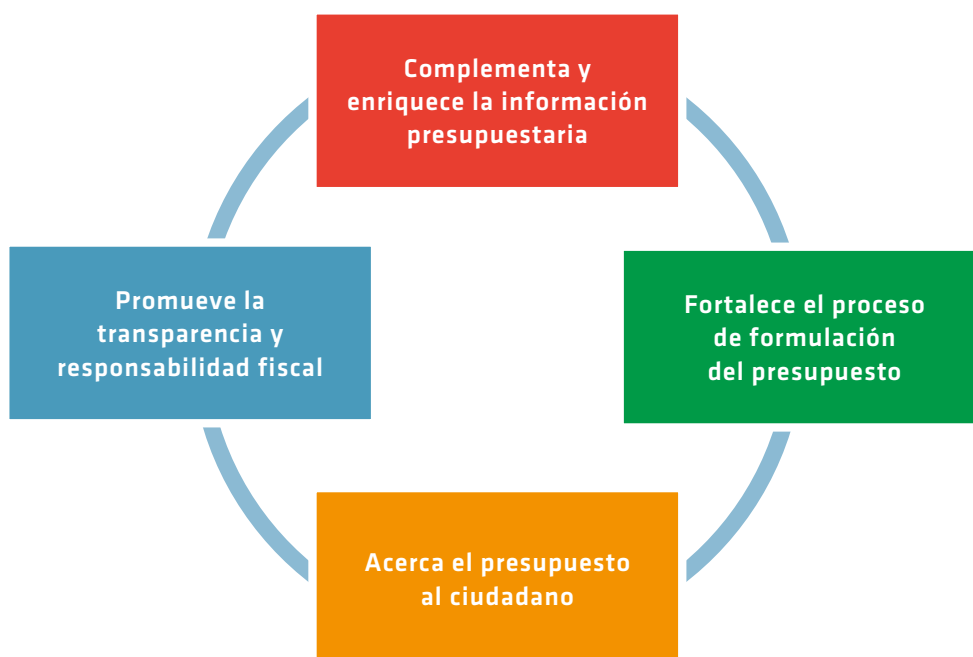 Complementa y
enriquece la información
presupuestaria
Promueve la
transparencia y
responsabilidad fiscal
Fortalece el proceso
de formulación
del presupuesto
Acerca el presupuesto
al ciudadano